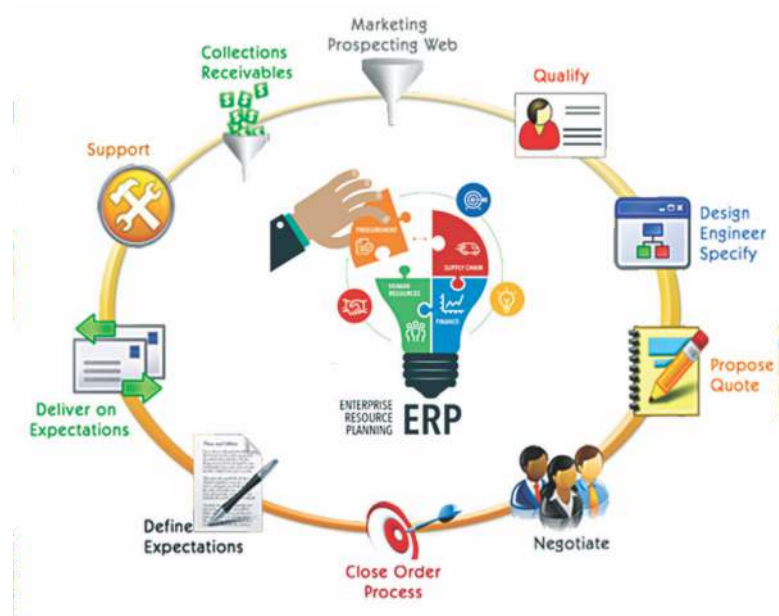 Marketing
Prospecting Web
Qualify
Design
Engineer
Specify
Propose
Quote
Negotiate
Close Order
Process
Define
Expectations
Deliver on
Expectations
Support
Collections
Receivables
PROCUREMENT
SUPPLY CHAIN
HUMAN
RESOURCES
FINANCE
ENTERPRISE
RESOURCE
PLANNING
ERP